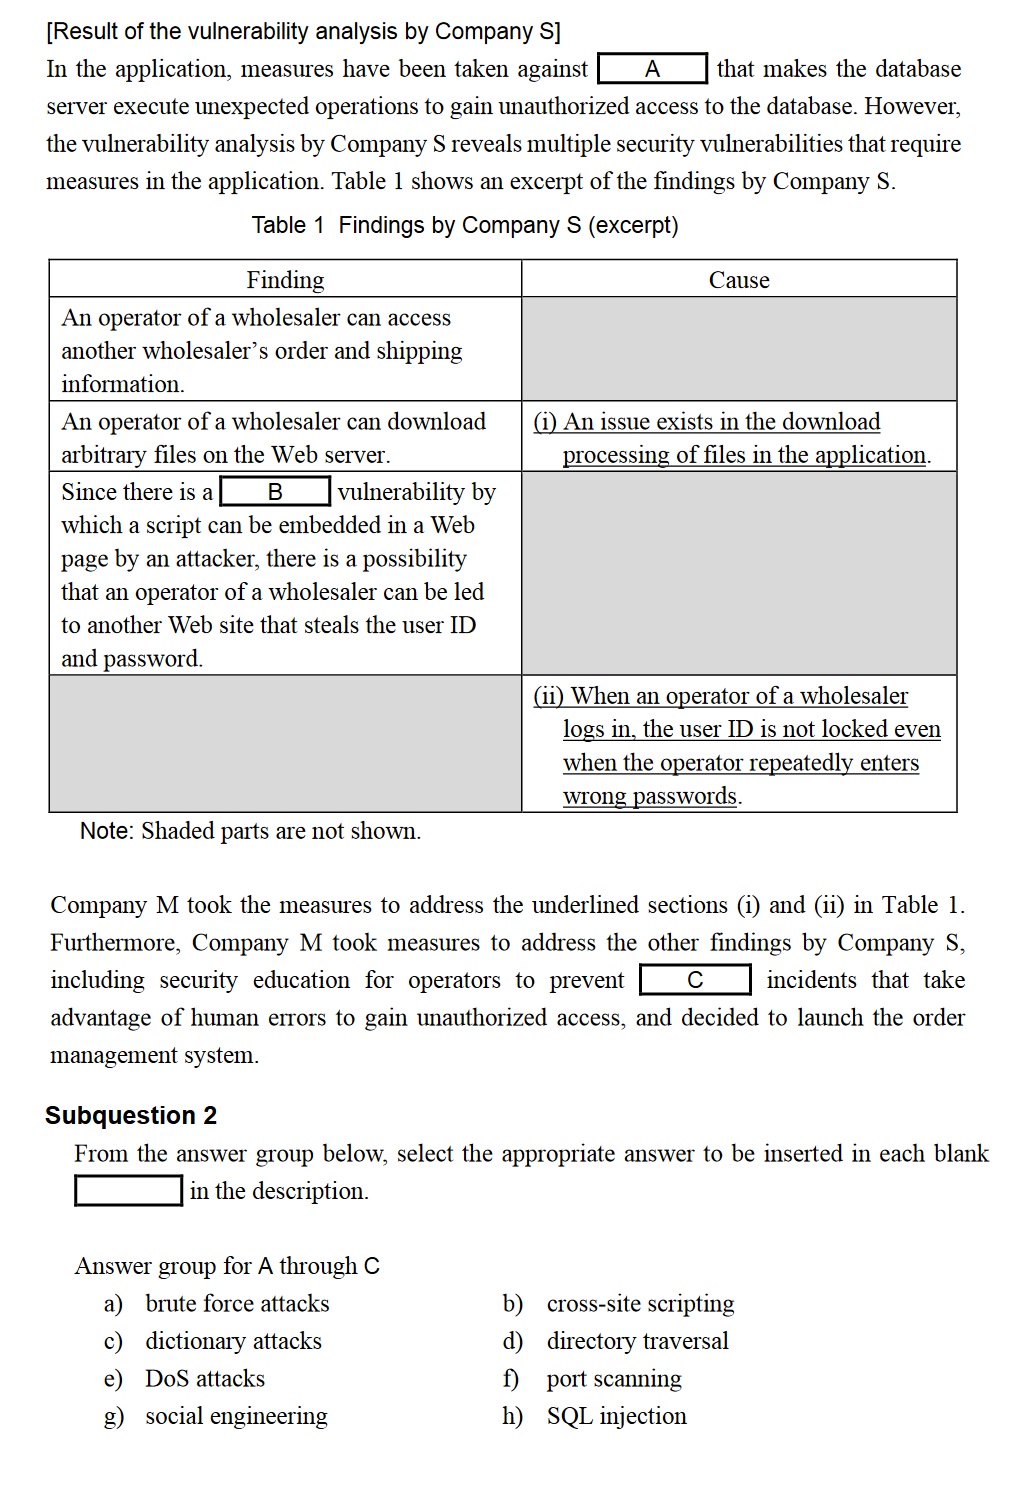 [Result of the vulnerability analysis by Company S]
In the application, measures have been taken against A that makes the database
server execute unexpected operations to gain unauthorized access to the database. However,
the vulnerability analysis by Company S reveals multiple security vulnerabilities that require
measures in the application. Table 1 shows an excerpt of the findings by Company S.
Table 1 Findings by Company S (excerpt)
Finding Cause
An operator of a wholesaler can access
another wholesaler's order and shipping
information.
An operator of a wholesaler can download
arbitrary files on the Web server.
(i) An issue exists in the download
processing of files in the application.
Since there is a B vulnerability by
which a script can be embedded in a Web
page by an attacker, there is a possibility
that an operator of a wholesaler can be led
to another Web site that steals the user ID
and password.
(ii) When an operator of a wholesaler
logs in, the user ID is not locked even
when the operator repeatedly enters
wrong passwords.
Note: Shaded parts are not shown.
Company M took the measures to address the underlined sections (i) and (ii) in Table 1.
Furthermore, Company M took measures to address the other findings by Company S,
including security education for operators to prevent C incidents that take
advantage of human errors to gain unauthorized access, and decided to launch the order
management system.
Subquestion 2
From the answer group below, select the appropriate answer to be inserted in each blank
in the description.
Answer group for A through C
a) brute force attacks b) cross-site scripting
c) dictionary attacks d) directory traversal
e) DoS attacks f) port scanning
g) social engineering h) SQL injection